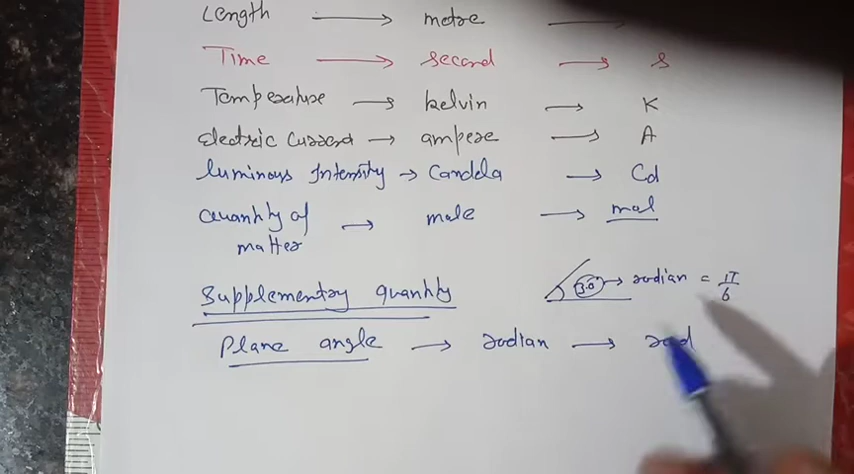 Length → metre →
Time → second → s
Temperature → kelvin → K
Electric Current → ampere → A
luminous Intensity → Candela → Cd
Quantity of matter → mole → mol
Supplementary quantity
30° → radian = π/6
Plane angle → radian → rad